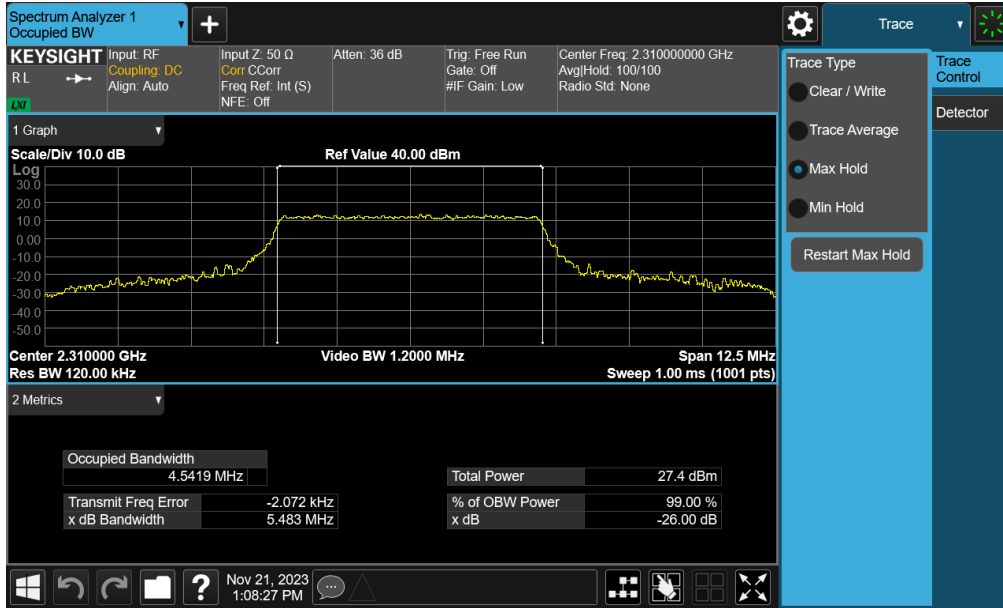 Spectrum Analyzer 1
Occupied BW
Trace
KEYSIGHT
RL
LXI
Input: RF
Coupling: DC
Align: Auto
Input Z: 50 Ω
Corr CCorr
Freq Ref: Int (S)
NFE: Off
Atten: 36 dB
Trig: Free Run
Gate: Off
#IF Gain: Low
Center Freq: 2.310000000 GHz
Avg|Hold: 100/100
Radio Std: None
Trace Type
Clear / Write
Trace Average
Max Hold
Min Hold
Restart Max Hold
Trace
Control
Detector
1 Graph
Scale/Div 10.0 dB
Ref Value 40.00 dBm
Log
30.0
20.0
10.0
0.00
-10.0
-20.0
-30.0
-40.0
-50.0
Center 2.310000 GHz
Video BW 1.2000 MHz
Span 12.5 MHz
Res BW 120.00 kHz
Sweep 1.00 ms (1001 pts)
2 Metrics
Occupied Bandwidth
4.5419 MHz
Total Power 27.4 dBm
Transmit Freq Error -2.072 kHz
% of OBW Power 99.00 %
x dB Bandwidth 5.483 MHz
x dB -26.00 dB
?
Nov 21, 2023
1:08:27 PM